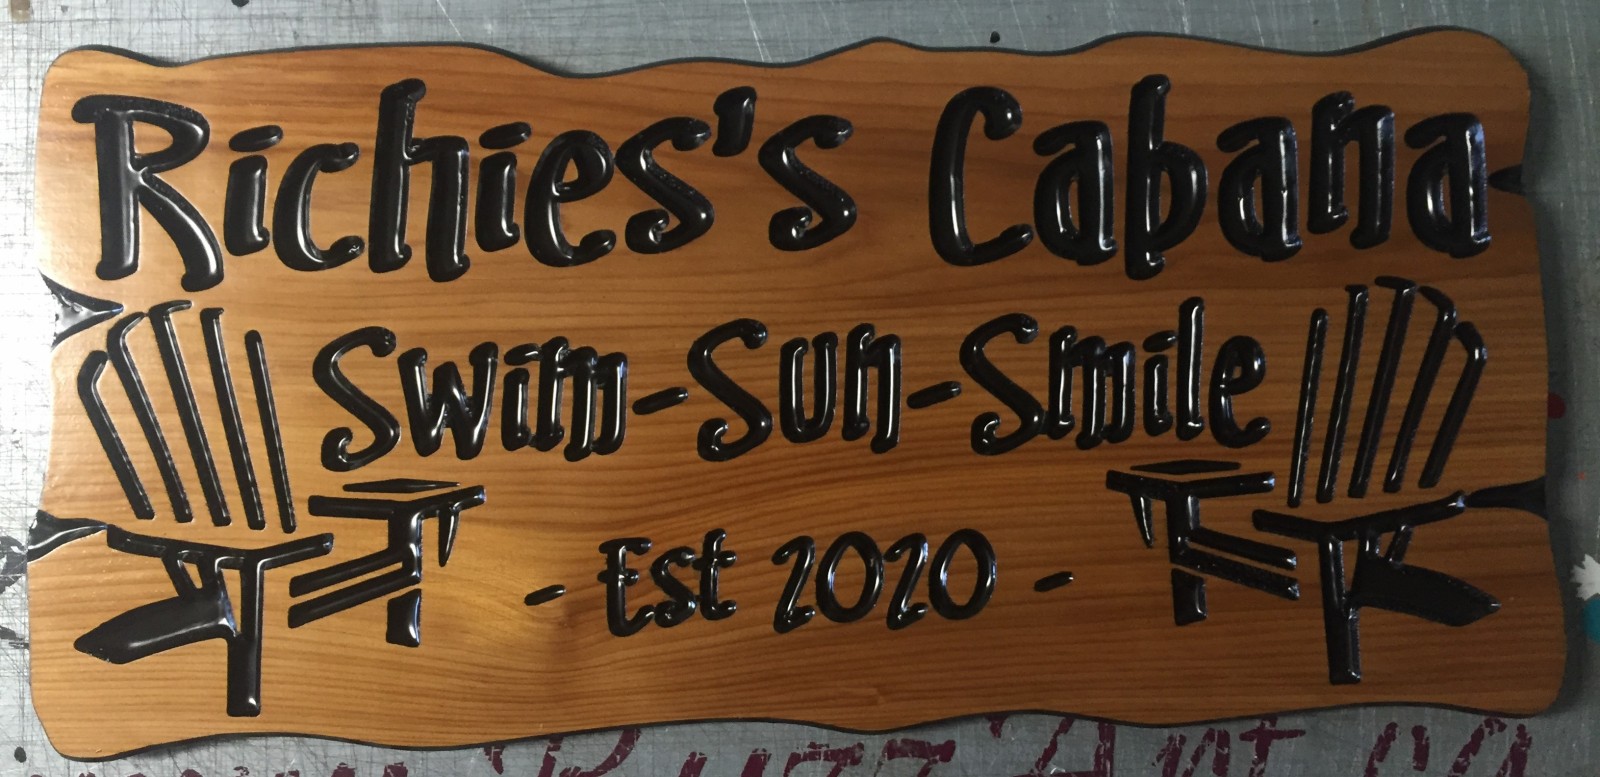 Richies's Cabana
Swim-Sun-Smile
- Est 2020 -